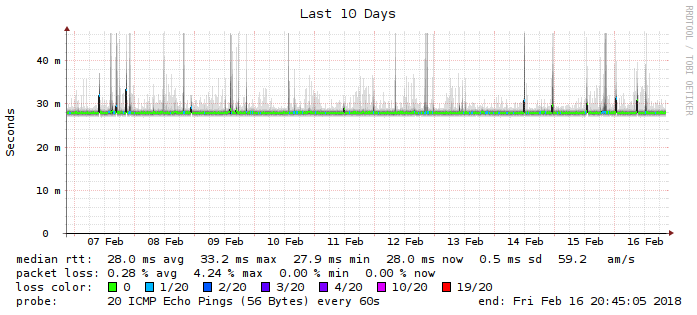 Last 10 Days
RRDTOOL / TOBI OETIKER
Seconds
40 m
30 m
20 m
10 m
0
07 Feb 08 Feb 09 Feb 10 Feb 11 Feb 12 Feb 13 Feb 14 Feb 15 Feb 16 Feb
median rtt: 28.0 ms avg 33.2 ms max 27.9 ms min 28.0 ms now 0.5 ms sd 59.2 am/s
packet loss: 0.28 % avg 4.24 % max 0.00 % min 0.00 % now
loss color: 0 1/20 2/20 3/20 4/20 10/20 19/20
probe: 20 ICMP Echo Pings (56 Bytes) every 60s end: Fri Feb 16 20:45:05 2018